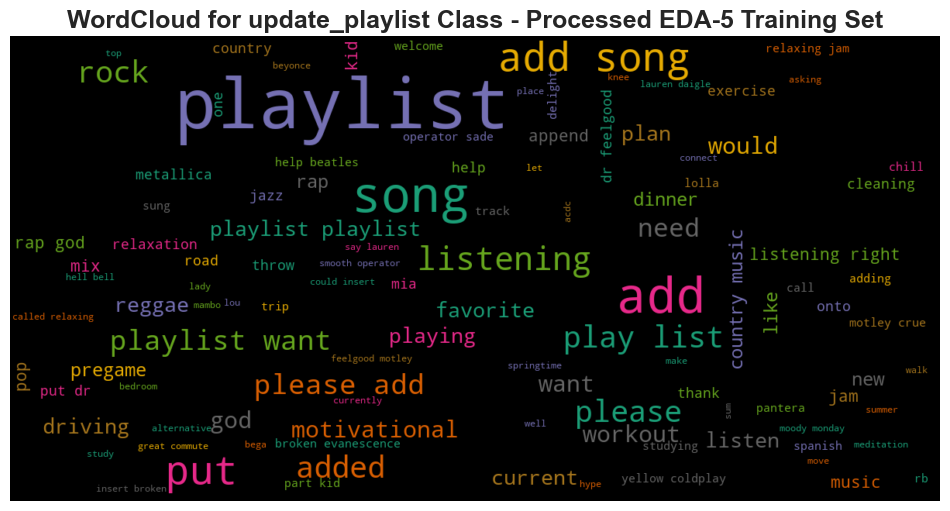 WordCloud for update_playlist Class - Processed EDA-5 Training Set
top
country
kid
welcome
add song
relaxing jam
rock
beyonce
playlist
one
place
delight
knee
lauren daigle
asking
exercise
operator sade
append
dr feelgood
plan
would
metallica
help beatles
help
let
connect
chill
rap
jazz
song
lolla
cleaning
sung
track
acdc
dinner
need
rap god
relaxation
playlist playlist
say lauren
listening
country music
listening right
mix
hell bell
road
throw
smooth operator
could insert
mia
add
like
call
adding
lady
called relaxing
reggae
mambo
lou
trip
favorite
onto
motley crue
playlist want
playing
play list
feelgood motley
springtime
make
walk
pop
pregame
put dr
bedroom
please add
currently
want
thank
new
jam
driving
alternative
god
motivational
please
well
sum
pantera
summer
study
great commute
bega
broken evanescence
workout
studying
listen
moody monday
spanish
meditation
put
added
part kid
insert broken
current
hype
yellow coldplay
move
music
rb